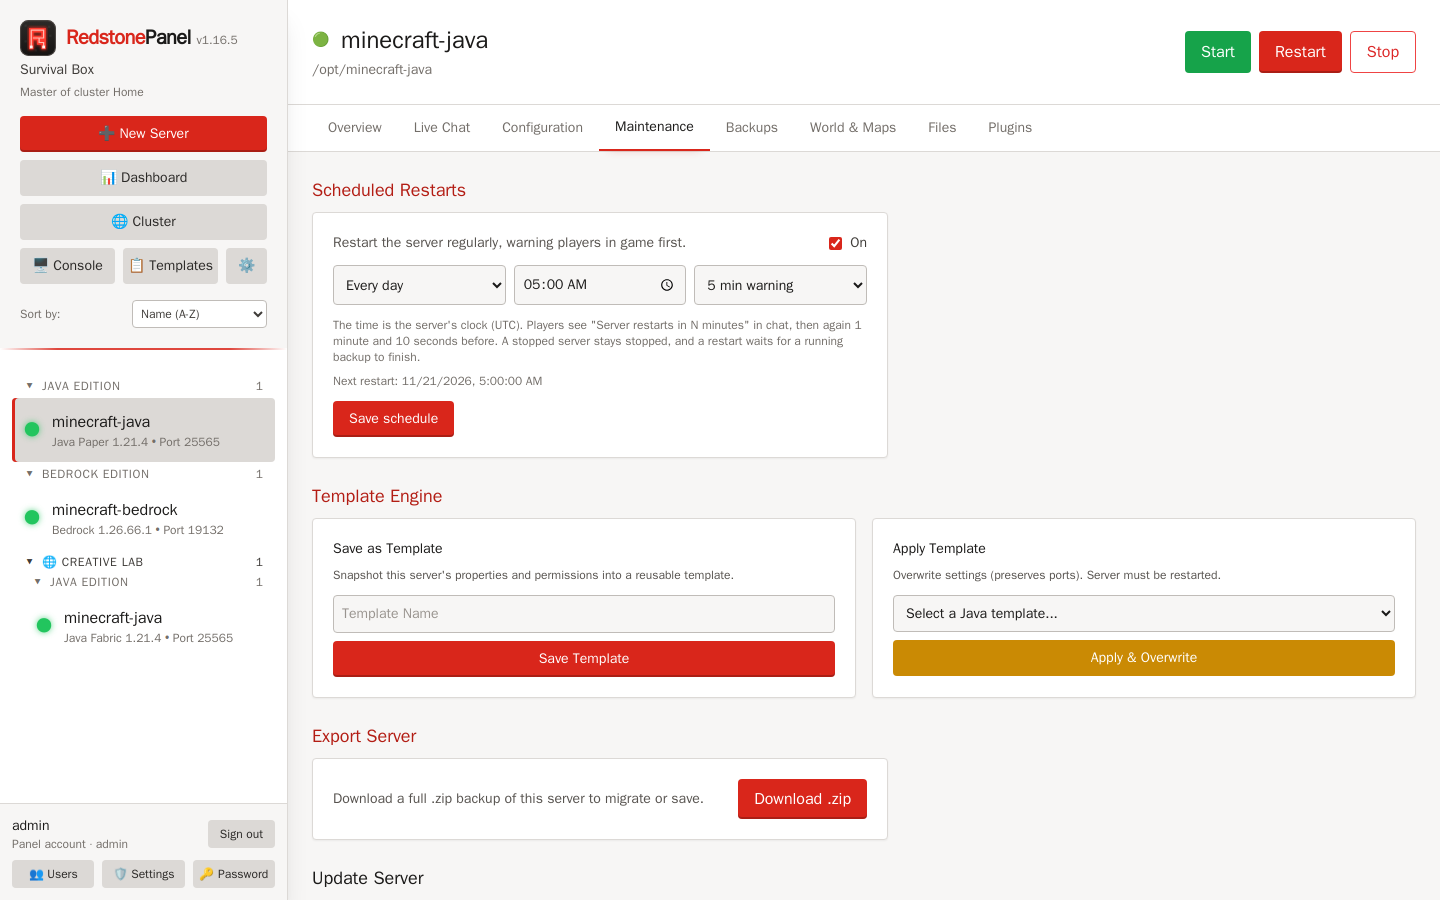 RedstonePanel v1.16.5
Survival Box
Master of cluster Home
➕ New Server
📊 Dashboard
🌐 Cluster
🖥️ Console
📋 Templates
⚙️
Sort by:
Name (A-Z)
▼ JAVA EDITION 1
minecraft-java
Java Paper 1.21.4 • Port 25565
▼ BEDROCK EDITION 1
minecraft-bedrock
Bedrock 1.26.66.1 • Port 19132
▼ 🌐 CREATIVE LAB 1
▼ JAVA EDITION 1
minecraft-java
Java Fabric 1.21.4 • Port 25565
admin
Panel account · admin
Sign out
👥 Users
🛡️ Settings
🔑 Password
minecraft-java
/opt/minecraft-java
Start
Restart
Stop
Overview
Live Chat
Configuration
Maintenance
Backups
World & Maps
Files
Plugins
Scheduled Restarts
Restart the server regularly, warning players in game first.
On
Every day
05:00 AM
5 min warning
The time is the server's clock (UTC). Players see "Server restarts in N minutes" in chat, then again 1
minute and 10 seconds before. A stopped server stays stopped, and a restart waits for a running
backup to finish.
Next restart: 11/21/2026, 5:00:00 AM
Save schedule
Template Engine
Save as Template
Snapshot this server's properties and permissions into a reusable template.
Template Name
Save Template
Apply Template
Overwrite settings (preserves ports). Server must be restarted.
Select a Java template...
Apply & Overwrite
Export Server
Download a full .zip backup of this server to migrate or save.
Download .zip
Update Server